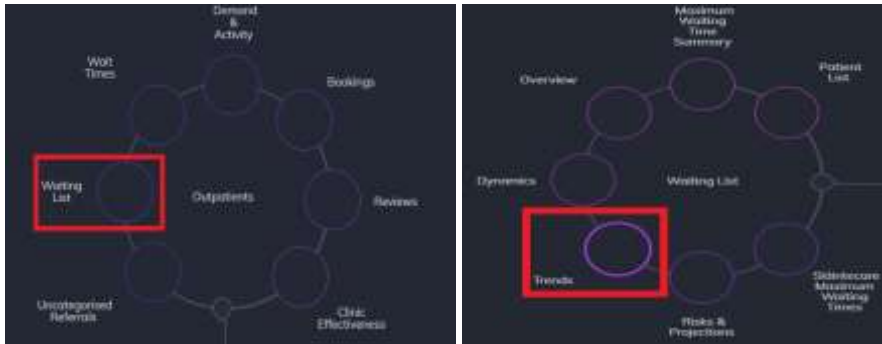 Demand
&
Activity
Wait
Times
Bookings
Waiting
List
Outpatients
Reviews
Uncategorised
Referrals
Clinic
Effectiveness
Maximum
Waiting
Time
Summary
Overview
Patient
List
Dynamics
Waiting List
Trends
Sláintecare
Maximum
Waiting
Times
Risks &
Projections